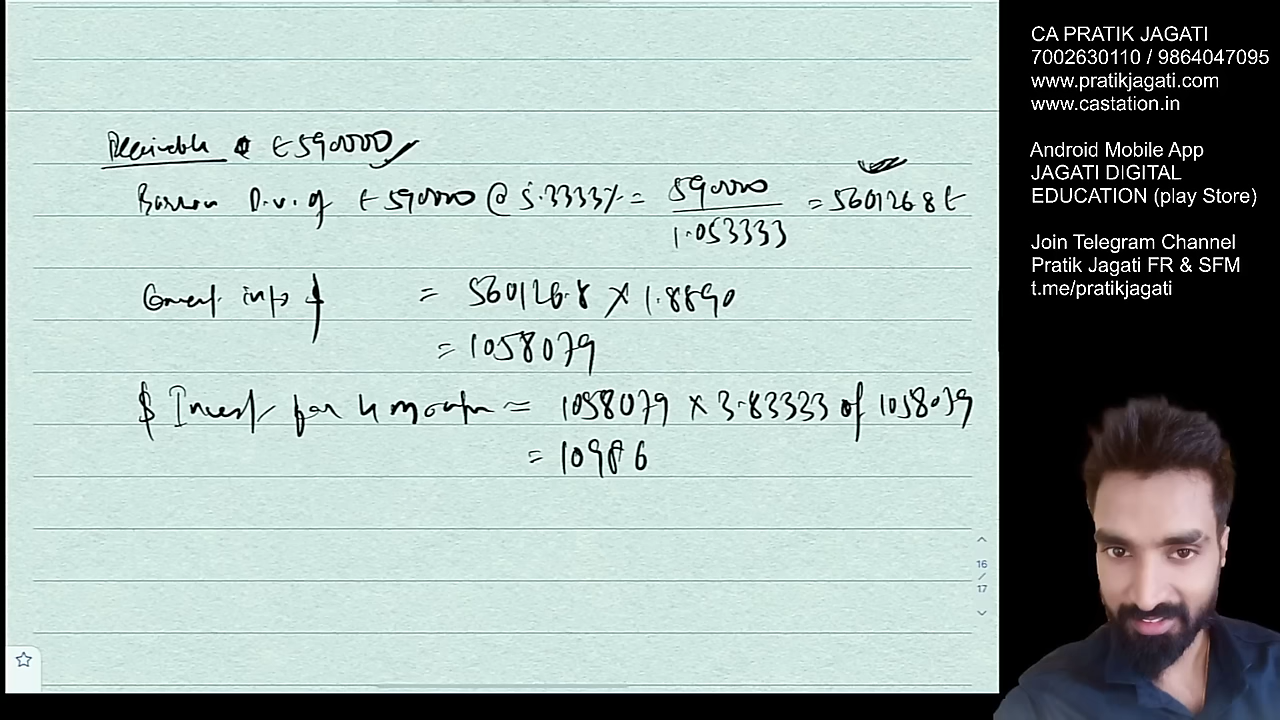 Receivable £ 590000
Borrow P.V. of £ 590000 @ 5.3333% = 590000 / 1.053333 = 560126.8 £
Convert into $ = 560126.8 × 1.8890
= 1058079
$ Invest for 4 months = 1058079 × 3.83333 of 1058079
= 10986
CA PRATIK JAGATI
7002630110 / 9864047095
www.pratikjagati.com
www.castation.in
Android Mobile App
JAGATI DIGITAL
EDUCATION (play Store)
Join Telegram Channel
Pratik Jagati FR & SFM
t.me/pratikjagati
16
/
17